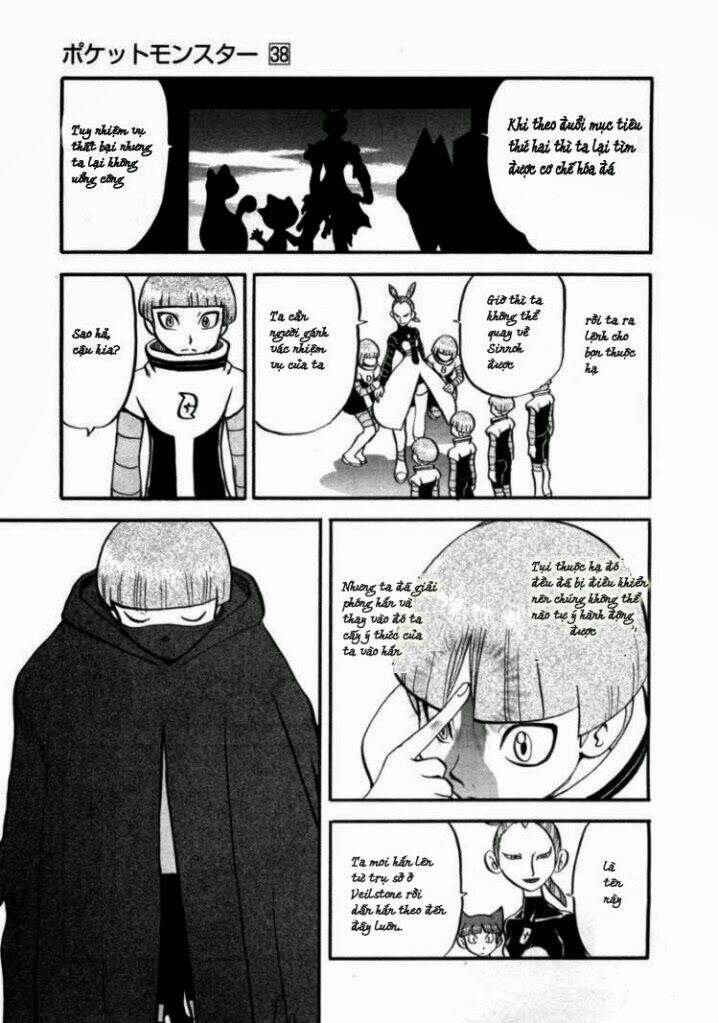 ポケットモンスター 38
Khi theo đuổi mục tiêu
thứ hai thì ta lại tìm
được cơ chế hóa đá
Tuy nhiệm vụ
thất bại nhưng
ta lại không
uổng công
rồi ta ra
lệnh cho
bọn thuộc
hạ
Giờ thì ta
không thể
quay về
Sinnoh
được
Ta cần
người gánh
vác nhiệm
vụ của ta
Sao hả,
cậu kia?
Tụi thuộc hạ đó
đều đã bị điều khiển
nên chúng không thể
nào tự ý hành động
được
Nhưng ta đã giải
phóng hắn và
thay vào đó ta
cấy ý thức của
ta vào hắn
là
tên
này
Ta moi hắn lên
từ trụ sở ở
Veilstone rồi
dẫn hắn theo đến
đây luôn..